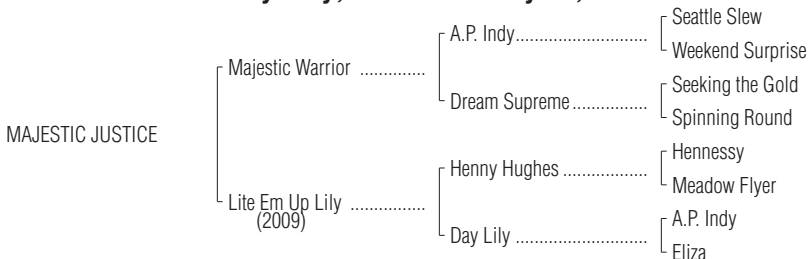 A.P. Indy
Seattle Slew
Weekend Surprise
Majestic Warrior
Dream Supreme
Seeking the Gold
Spinning Round
MAJESTIC JUSTICE
Henny Hughes
Hennessy
Meadow Flyer
Lite Em Up Lily
(2009)
Day Lily
A.P. Indy
Eliza